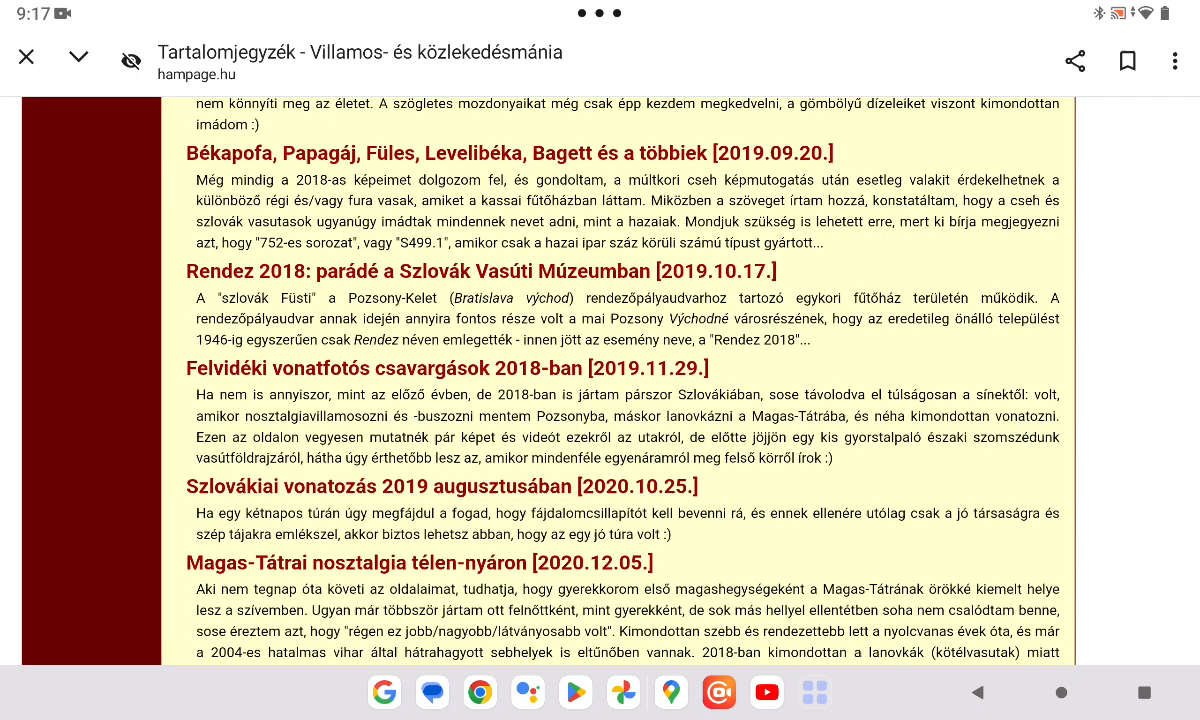 9:17
Tartalomjegyzék - Villamos- és közlekedésmánia
hampage.hu
nem könnyíti meg az életet. A szögletes mozdonyaikat még csak épp kezdem megkedvelni, a gömbölyű dízeleiket viszont kimondottan
imádom :)
Békapofa, Papagáj, Füles, Levelibéka, Bagett és a többiek [2019.09.20.]
Még mindig a 2018-as képeimet dolgozom fel, és gondoltam, a múltkori cseh képmutogatás után esetleg valakit érdekelhetnek a
különböző régi és/vagy fura vasak, amiket a kassai fűtőházban láttam. Miközben a szöveget írtam hozzá, konstatáltam, hogy a cseh és
szlovák vasutasok ugyanúgy imádtak mindennek nevet adni, mint a hazaiak. Mondjuk szükség is lehetett erre, mert ki bírja megjegyezni
azt, hogy "752-es sorozat", vagy "S499.1", amikor csak a hazai ipar száz körüli számú típust gyártott...
Rendez 2018: parádé a Szlovák Vasúti Múzeumban [2019.10.17.]
A "szlovák Füsti" a Pozsony-Kelet (Bratislava východ) rendezőpályaudvarhoz tartozó egykori fűtőház területén működik. A
rendezőpályaudvar annak idején annyira fontos része volt a mai Pozsony Východné városrészének, hogy az eredetileg önálló települést
1946-ig egyszerűen csak Rendez néven emlegették - innen jött az esemény neve, a "Rendez 2018"...
Felvidéki vonatfotós csavargások 2018-ban [2019.11.29.]
Ha nem is annyiszor, mint az előző évben, de 2018-ban is jártam párszor Szlovákiában, sose távolodva el túlságosan a sínektől: volt,
amikor nosztalgiavillamosozni és -buszozni mentem Pozsonyba, máskor lanovkázni a Magas-Tátrába, és néha kimondottan vonatozni.
Ezen az oldalon vegyesen mutatnék pár képet és videót ezekről az utakról, de előtte jöjjön egy kis gyorstalpaló északi szomszédunk
vasútföldrajzáról, hátha úgy érthetőbb lesz az, amikor mindenféle egyenáramról meg felső körről írok :)
Szlovákiai vonatozás 2019 augusztusában [2020.10.25.]
Ha egy kétnapos túrán úgy megfájdul a fogad, hogy fájdalomcsillapítót kell bevenni rá, és ennek ellenére utólag csak a jó társaságra és
szép tájakra emlékszel, akkor biztos lehetsz abban, hogy az egy jó túra volt :)
Magas-Tátrai nosztalgia télen-nyáron [2020.12.05.]
Aki nem tegnap óta követi az oldalaimat, tudhatja, hogy gyerekkorom első magashegységeként a Magas-Tátrának örökké kiemelt helye
lesz a szívemben. Ugyan már többször jártam ott felnőttként, mint gyerekként, de sok más hellyel ellentétben soha nem csalódtam benne,
sose éreztem azt, hogy "régen ez jobb/nagyobb/látványosabb volt". Kimondottan szebb és rendezettebb lett a nyolcvanas évek óta, és már
a 2004-es hatalmas vihar által hátrahagyott sebhelyek is eltűnőben vannak. 2018-ban kimondottan a lanovkák (kötélvasutak) miatt